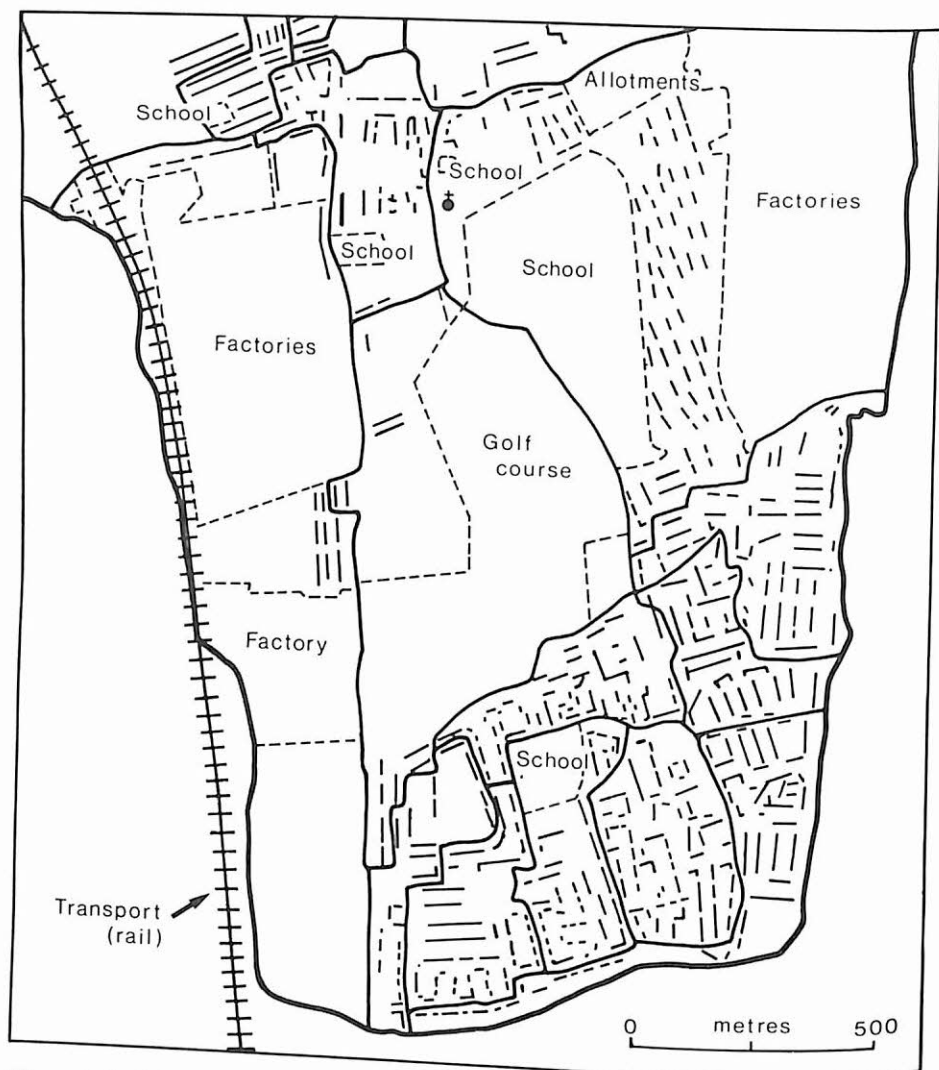 Allotments
School
School
Factories
School
School
Factories
Golf
course
Factory
School
Transport
(rail)
0 metres 500